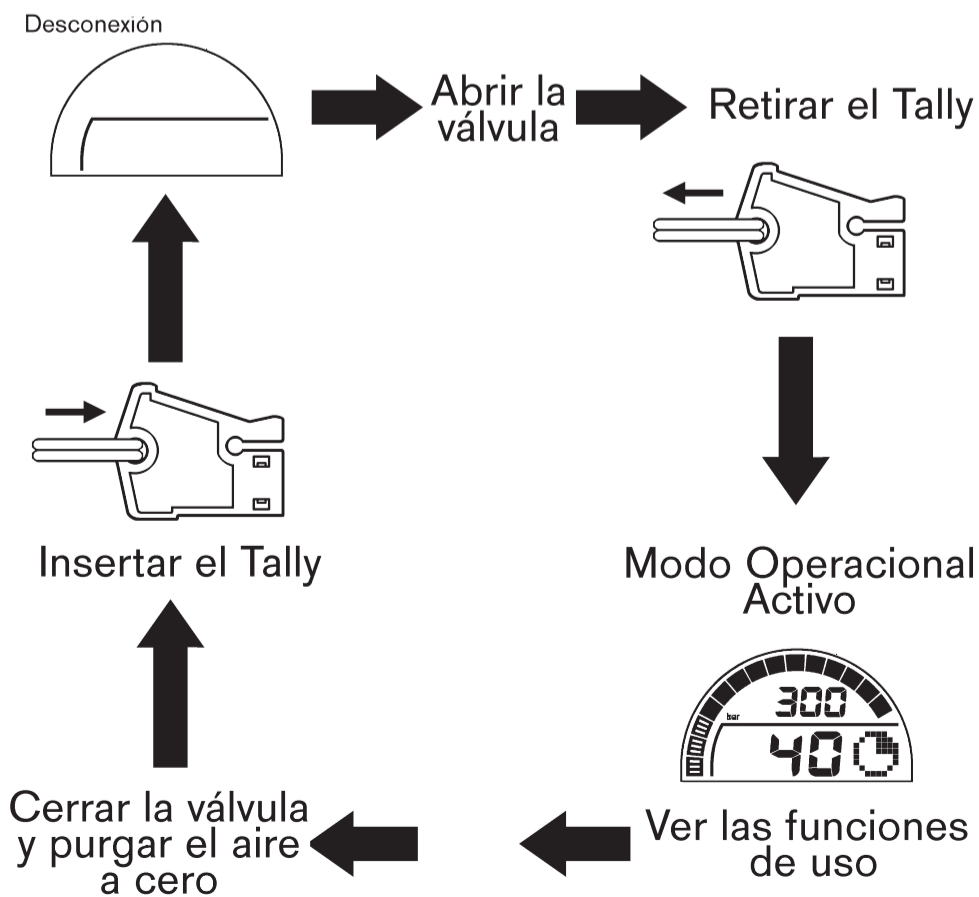 Desconexión
Abrir la
válvula
Retirar el Tally
Insertar el Tally
Modo Operacional
Activo
300
bar
40
Ver las funciones
de uso
Cerrar la válvula
y purgar el aire
a cero